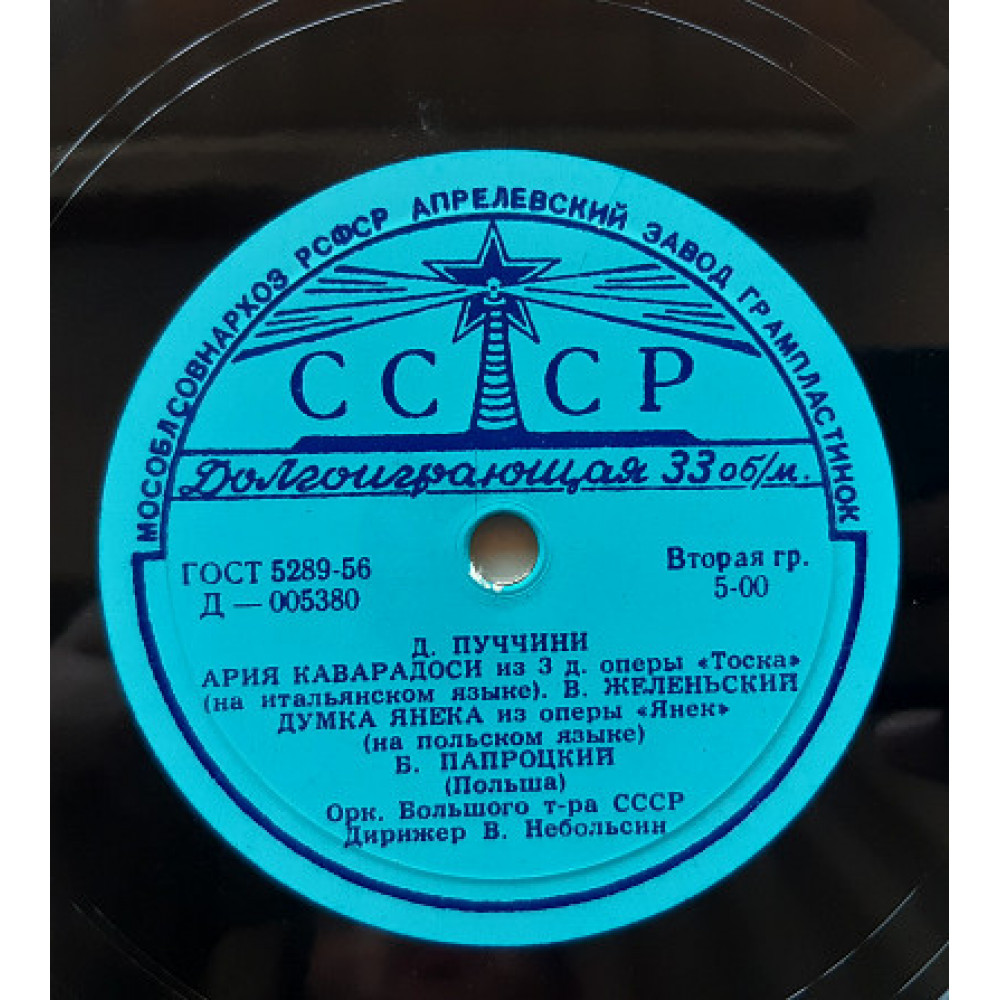 МОСОБЛСОВНАРХОЗ РСФСР АПРЕЛЕВСКИЙ ЗАВОД ГРАМПЛАСТИНОК
СССР
Долгоиграющая 33 об/м.
ГОСТ 5289-56
Д — 005380
Вторая гр.
5-00
Д. ПУЧЧИНИ
АРИЯ КАВАРАДОСИ из 3 д. оперы «Тоска»
(на итальянском языке). В. ЖЕЛЕНЬСКИЙ
ДУМКА ЯНЕКА из оперы «Янек»
(на польском языке)
Б. ПАПРОЦКИЙ
(Польша)
Орк. Большого т-ра СССР
Дирижер В. Небольсин